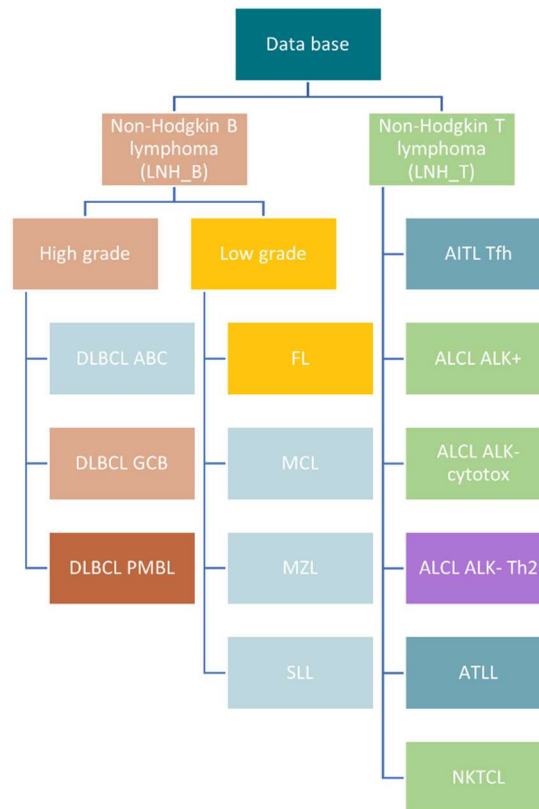 Data base
Non-Hodgkin B
lymphoma
(LNH_B)
Non-Hodgkin T
lymphoma
(LNH_T)
High grade
Low grade
AITL Tfh
DLBCL ABC
FL
ALCL ALK+
DLBCL GCB
MCL
ALCL ALK-
cytotox
DLBCL PMBL
MZL
ALCL ALK- Th2
SLL
ATLL
NKTCL